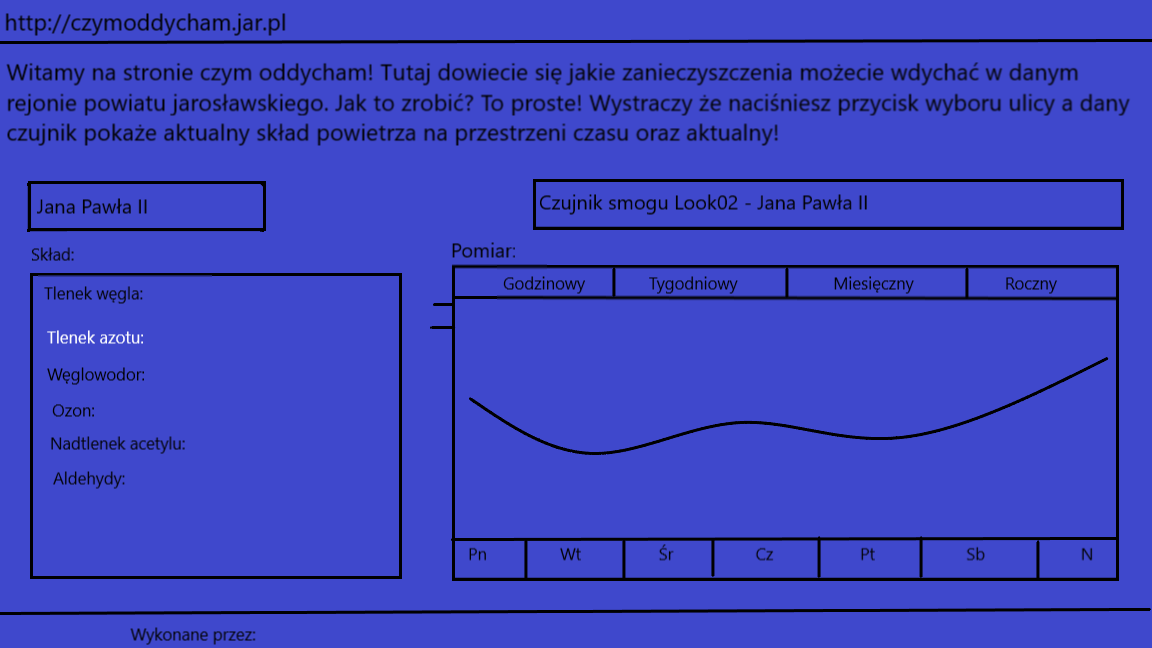 http://czymoddycham.jar.pl
Witamy na stronie czym oddycham! Tutaj dowiecie się jakie zanieczyszczenia możecie wdychać w danym
rejonie powiatu jarosławskiego. Jak to zrobić? To proste! Wystraczy że naciśniesz przycisk wyboru ulicy a dany
czujnik pokaże aktualny skład powietrza na przestrzeni czasu oraz aktualny!
Jana Pawła II
Czujnik smogu Look02 - Jana Pawła II
Skład:
Tlenek węgla:
Tlenek azotu:
Węglowodor:
Ozon:
Nadtlenek acetylu:
Aldehydy:
Pomiar:
Godzinowy Tygodniowy Miesięczny Roczny
Pn Wt Śr Cz Pt Sb N
Wykonane przez: